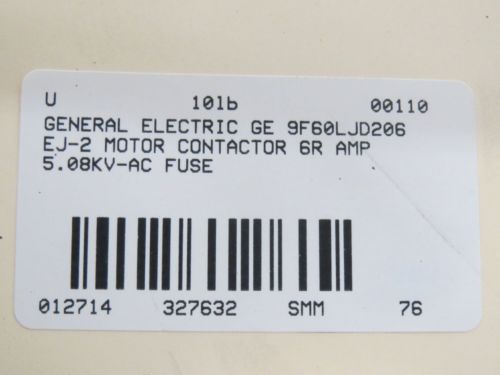 U 10lb 00110
GENERAL ELECTRIC GE 9F60LJD206
EJ-2 MOTOR CONTACTOR 6R AMP
5.08KV-AC FUSE
012714 327632 SMM 76